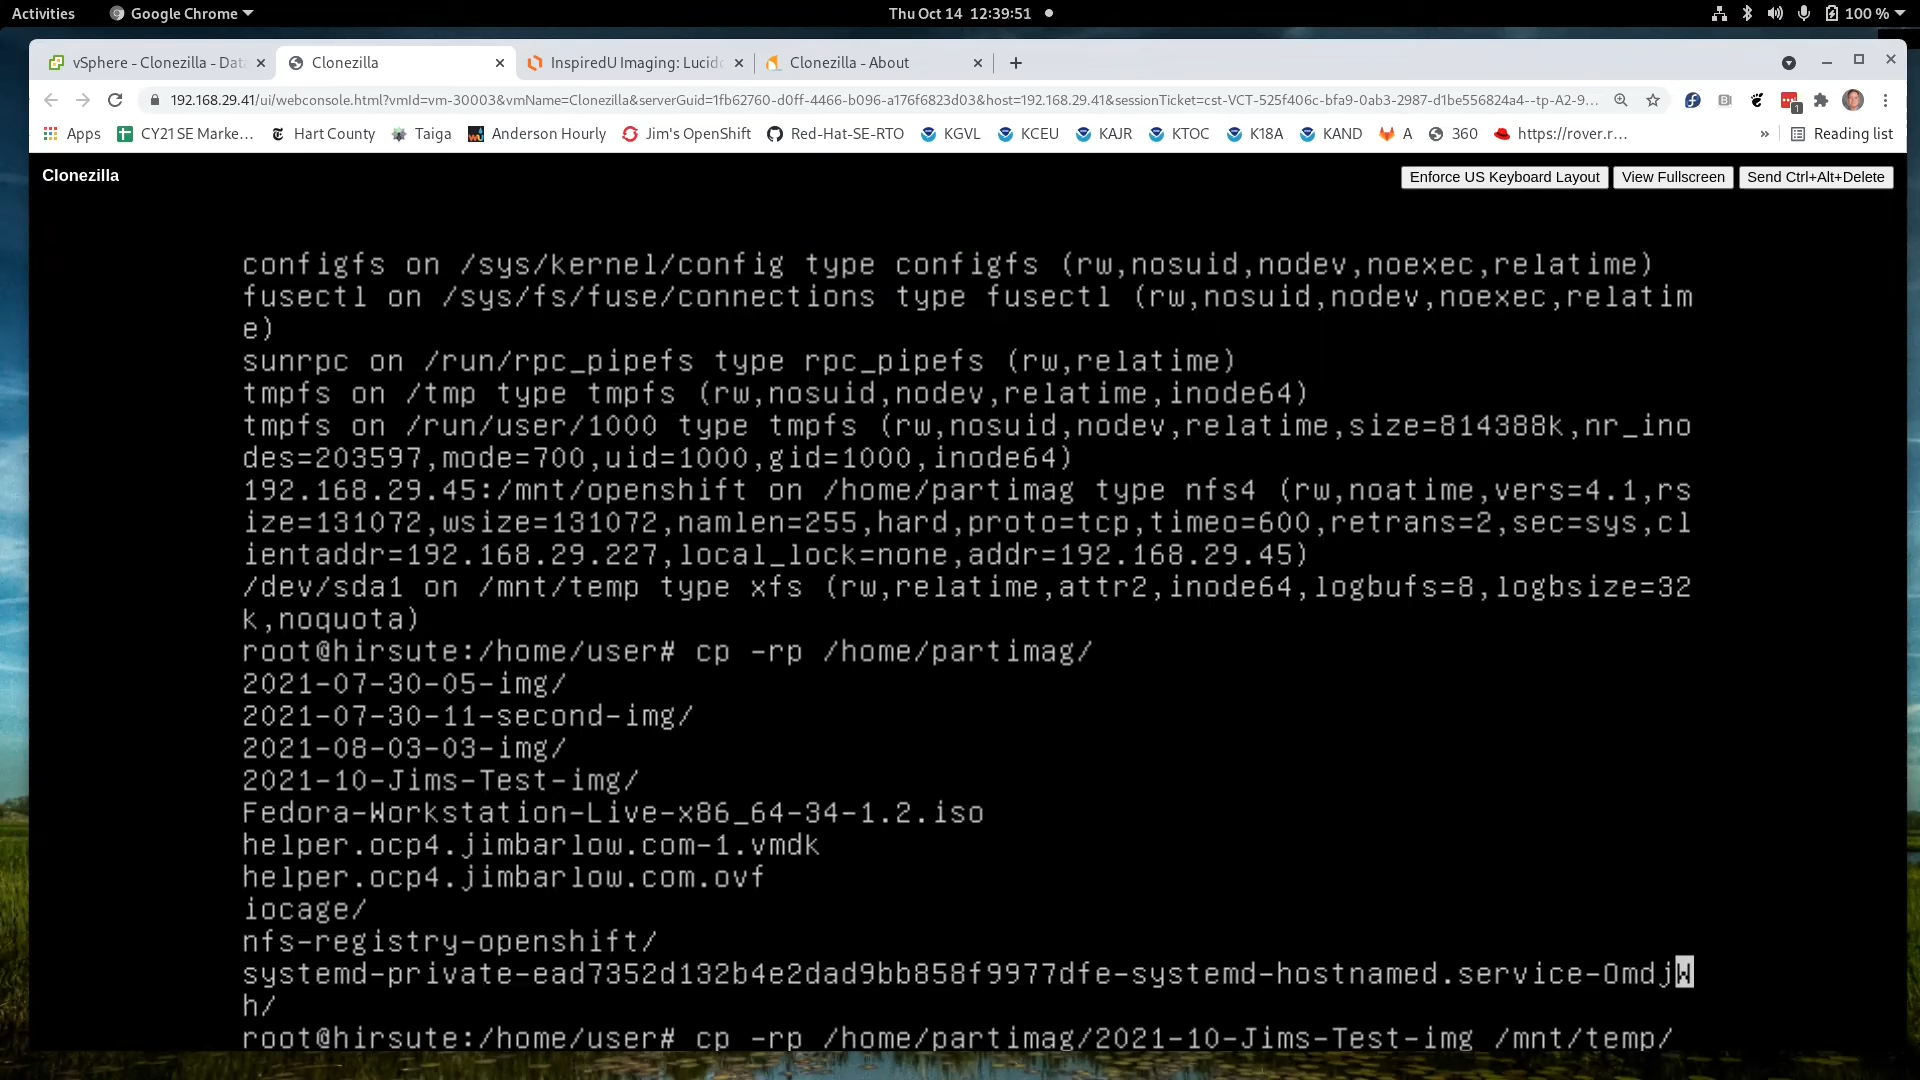 Activities
Google Chrome
Thu Oct 14 12:39:51
100 %
vSphere - Clonezilla - Data
Clonezilla
InspiredU Imaging: Lucid
Clonezilla - About
192.168.29.41/ui/webconsole.html?vmId=vm-30003&vmName=Clonezilla&serverGuid=1fb62760-d0ff-4466-b096-a176f6823d03&host=192.168.29.41&sessionTicket=cst-VCT-525f406c-bfa9-0ab3-2987-d1be556824a4--tp-A2-9...
1
Apps
CY21 SE Marke...
Hart County
Taiga
Anderson Hourly
Jim's OpenShift
Red-Hat-SE-RTO
KGVL
KCEU
KAJR
KTOC
K18A
KAND
A
360
https://rover.r...
»
Reading list
Clonezilla
Enforce US Keyboard Layout
View Fullscreen
Send Ctrl+Alt+Delete
configfs on /sys/kernel/config type configfs (rw,nosuid,nodev,noexec,relatime)
fusectl on /sys/fs/fuse/connections type fusectl (rw,nosuid,nodev,noexec,relatim
e)
sunrpc on /run/rpc_pipefs type rpc_pipefs (rw,relatime)
tmpfs on /tmp type tmpfs (rw,nosuid,nodev,relatime,inode64)
tmpfs on /run/user/1000 type tmpfs (rw,nosuid,nodev,relatime,size=814388k,nr_ino
des=203597,mode=700,uid=1000,gid=1000,inode64)
192.168.29.45:/mnt/openshift on /home/partimag type nfs4 (rw,noatime,vers=4.1,rs
ize=131072,wsize=131072,namlen=255,hard,proto=tcp,timeo=600,retrans=2,sec=sys,cl
ientaddr=192.168.29.227,local_lock=none,addr=192.168.29.45)
/dev/sda1 on /mnt/temp type xfs (rw,relatime,attr2,inode64,logbufs=8,logbsize=32
k,noquota)
root@hirsute:/home/user# cp -rp /home/partimag/
2021-07-30-05-img/
2021-07-30-11-second-img/
2021-08-03-03-img/
2021-10-Jims-Test-img/
Fedora-Workstation-Live-x86_64-34-1.2.iso
helper.ocp4.jimbarlow.com-1.vmdk
helper.ocp4.jimbarlow.com.ovf
iocage/
nfs-registry-openshift/
systemd-private-ead7352d132b4e2dad9bb858f9977dfe-systemd-hostnamed.service-OmdjW
h/
root@hirsute:/home/user# cp -rp /home/partimag/2021-10-Jims-Test-img /mnt/temp/